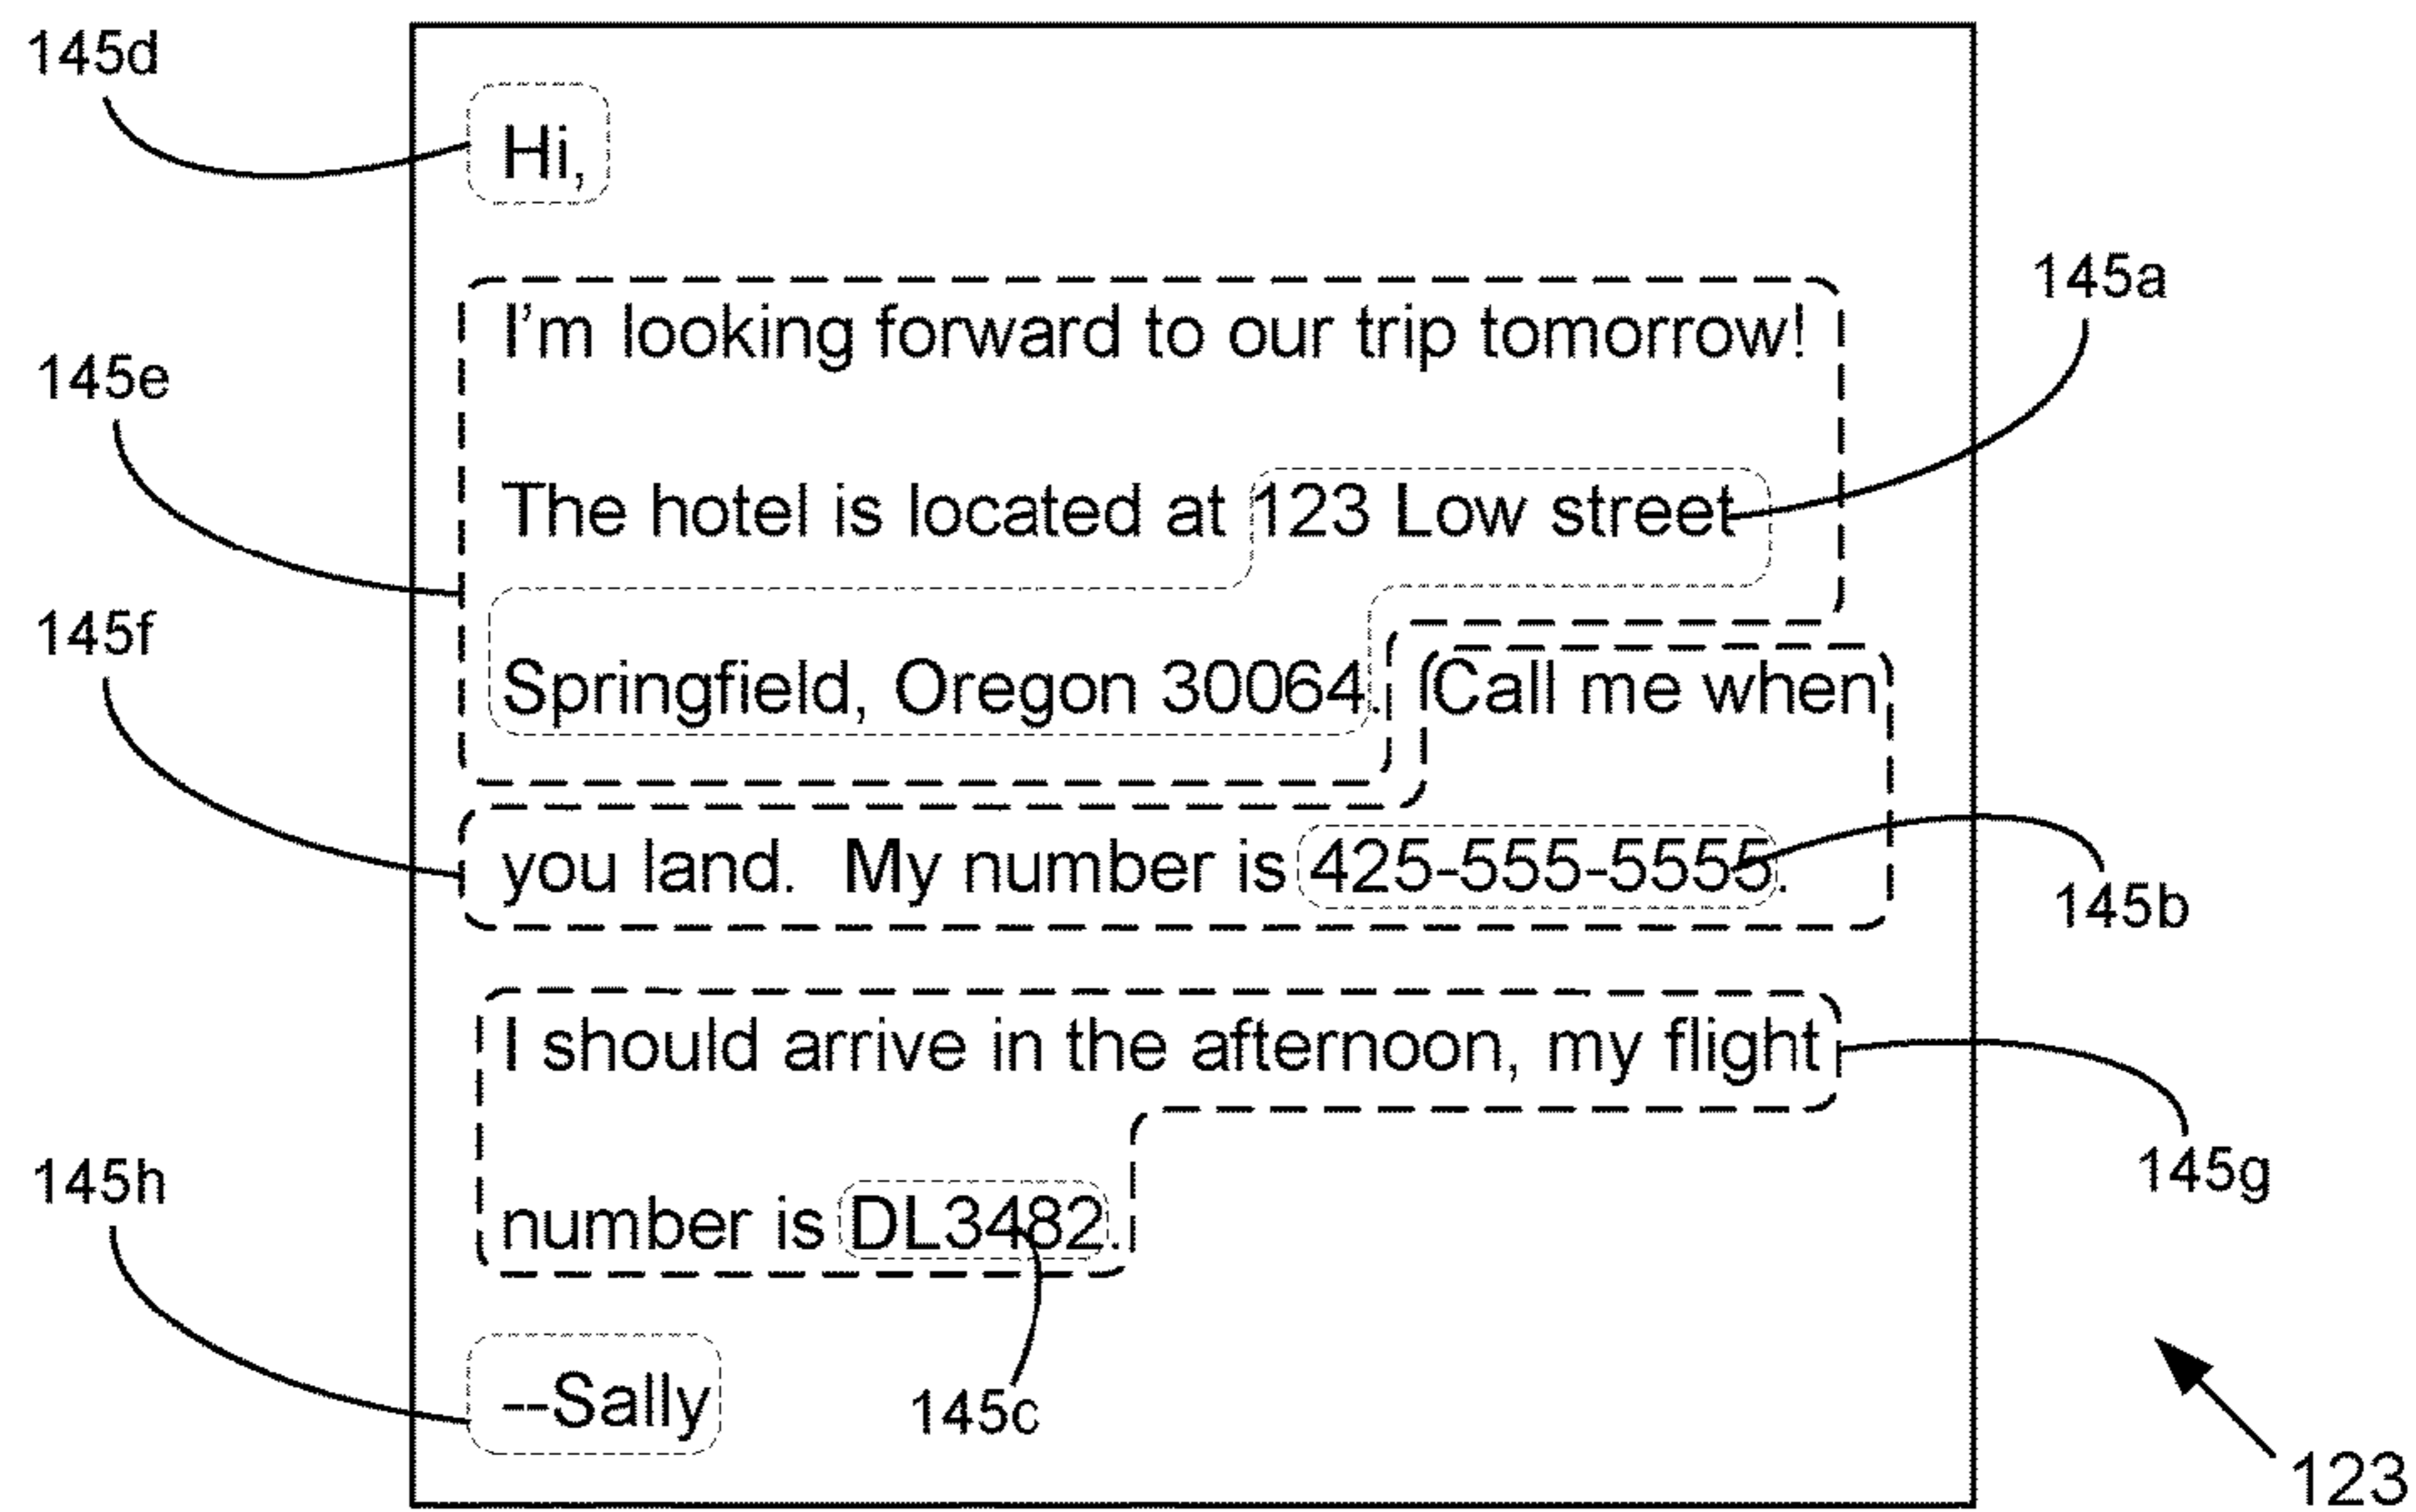 145d
Hi,
145a
I'm looking forward to our trip tomorrow!
145e
The hotel is located at 123 Low street
145f
Springfield, Oregon 30064. Call me when
you land. My number is 425-555-5555.
145b
I should arrive in the afternoon, my flight
145g
145h
number is DL3482.
--Sally
145c
123